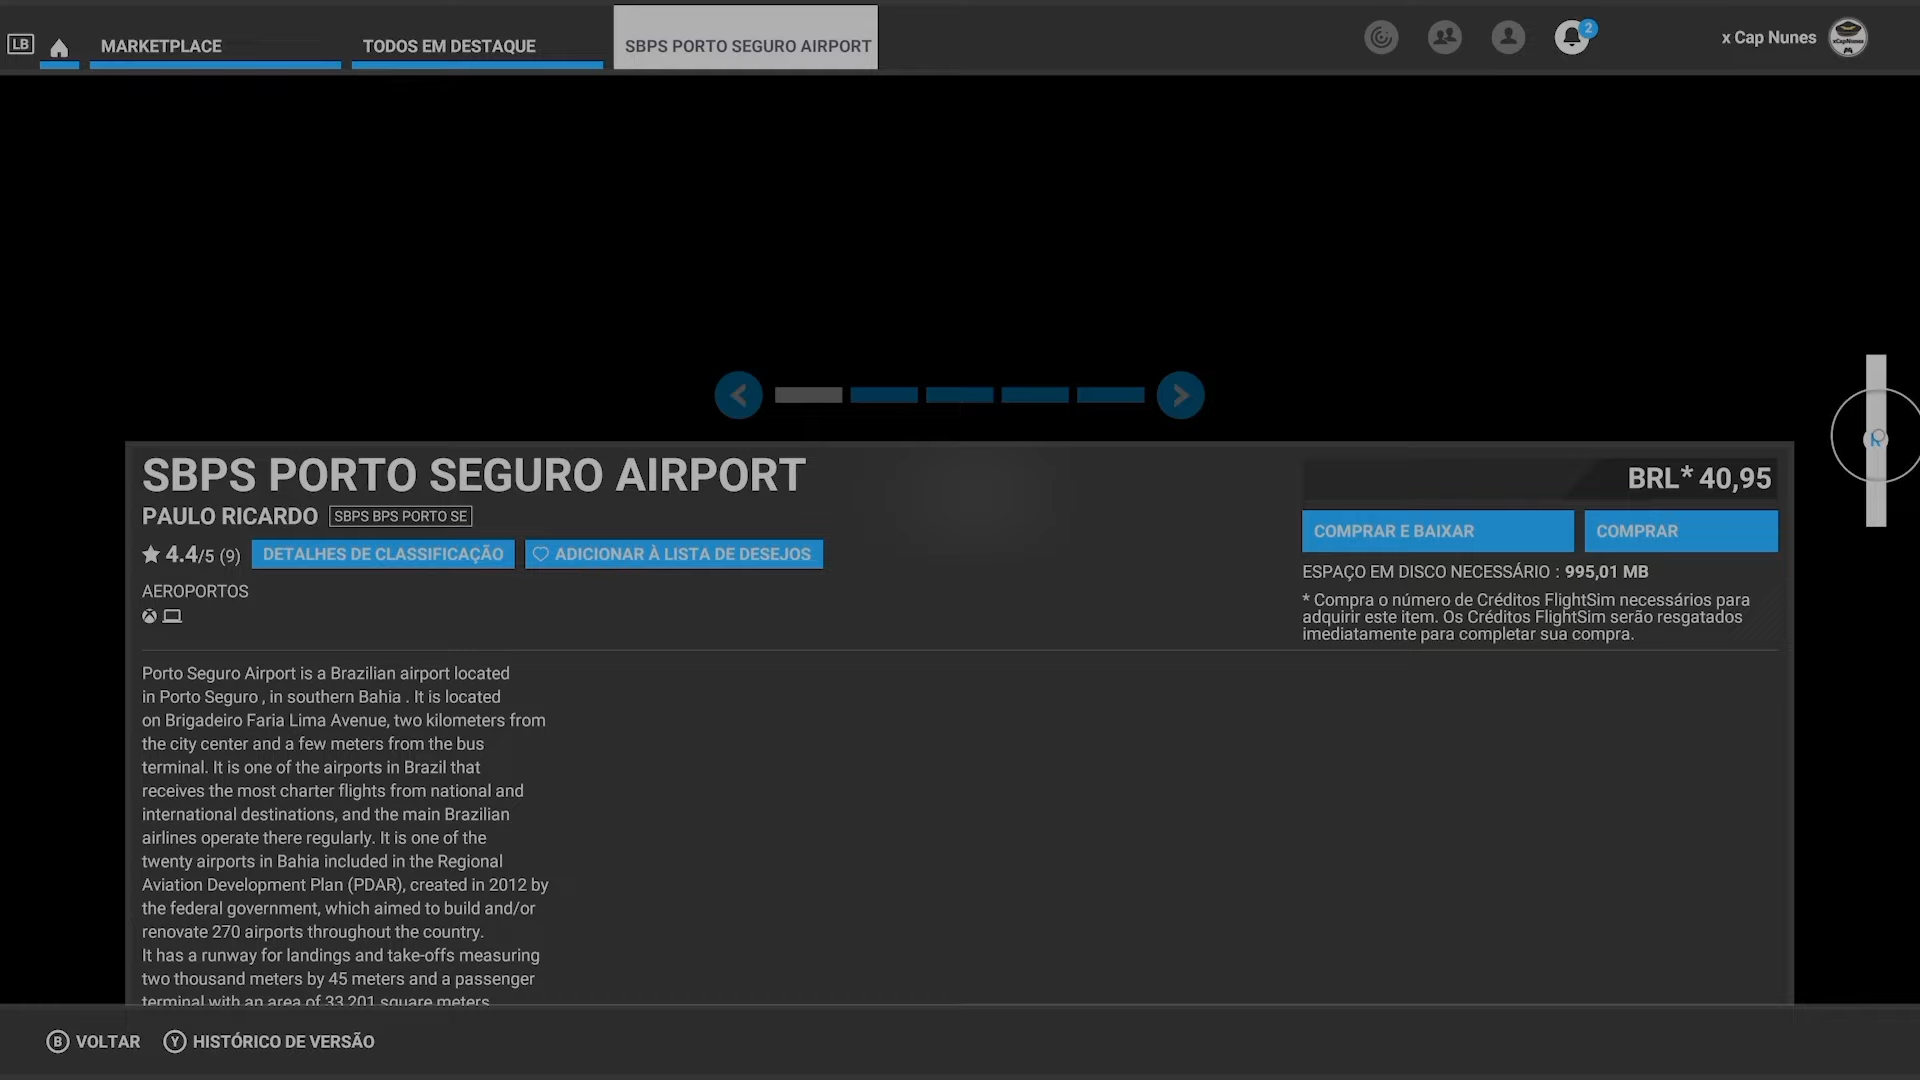 LB
MARKETPLACE
TODOS EM DESTAQUE
SBPS PORTO SEGURO AIRPORT
2
x Cap Nunes
SBPS PORTO SEGURO AIRPORT
PAULO RICARDO SBPS BPS PORTO SE
4.4/5 (9) DETALHES DE CLASSIFICAÇÃO ADICIONAR À LISTA DE DESEJOS
AEROPORTOS
BRL* 40,95
COMPRAR E BAIXAR COMPRAR
ESPAÇO EM DISCO NECESSÁRIO : 995,01 MB
* Compra o número de Créditos FlightSim necessários para
adquirir este item. Os Créditos FlightSim serão resgatados
imediatamente para completar sua compra.
R
Porto Seguro Airport is a Brazilian airport located
in Porto Seguro , in southern Bahia . It is located
on Brigadeiro Faria Lima Avenue, two kilometers from
the city center and a few meters from the bus
terminal. It is one of the airports in Brazil that
receives the most charter flights from national and
international destinations, and the main Brazilian
airlines operate there regularly. It is one of the
twenty airports in Bahia included in the Regional
Aviation Development Plan (PDAR), created in 2012 by
the federal government, which aimed to build and/or
renovate 270 airports throughout the country.
It has a runway for landings and take-offs measuring
two thousand meters by 45 meters and a passenger
terminal with an area of 33,201 square meters
B VOLTAR Y HISTÓRICO DE VERSÃO